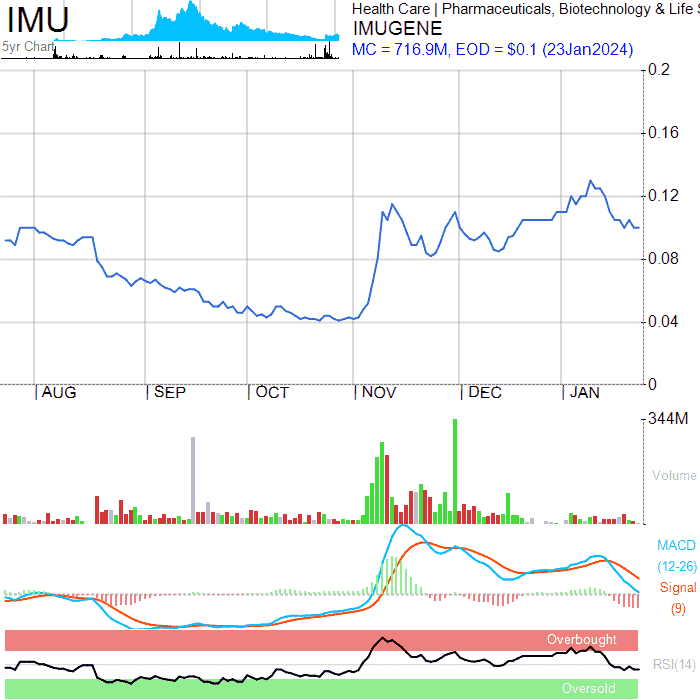 IMU
Health Care | Pharmaceuticals, Biotechnology & Life S
IMUGENE
5yr Chart
MC = 716.9M, EOD = $0.1 (23Jan2024)
0.2
0.16
0.12
0.08
0.04
0
| AUG | SEP | OCT | NOV | DEC | JAN
344M
Volume
MACD
(12-26)
Signal
(9)
Overbought
RSI(14)
Oversold